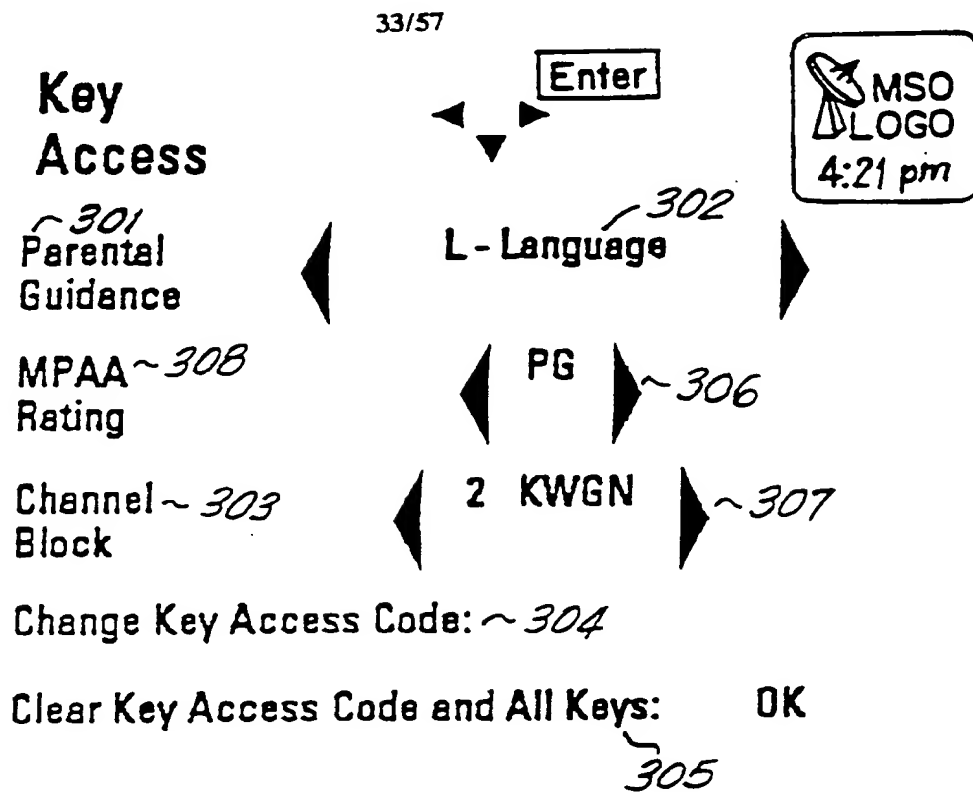 33/57
Key
Access
Enter
MSO
LOGO
4:21 pm
301
Parental
Guidance
L - Language
302
MPAA
Rating
308
PG
306
Channel
Block
303
2 KWGN
307
Change Key Access Code: 304
Clear Key Access Code and All Keys: OK
305